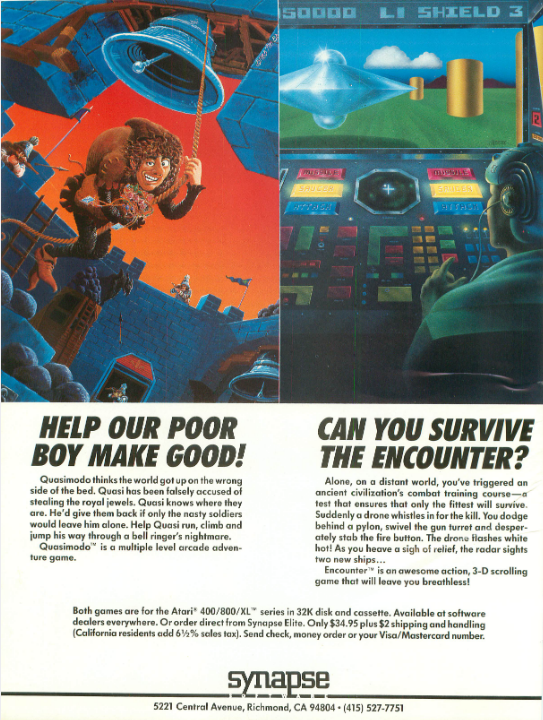 50000 L1 SHIELD 3
MISSILE MISSILE
SAUCER SAUCER
ATTACK ATTACK
2
HELP OUR POOR
BOY MAKE GOOD!
Quasimodo thinks the world got up on the wrong
side of the bed. Quasi has been falsely accused of
stealing the royal jewels. Quasi knows where they
are. He'd give them back if only the nasty soldiers
would leave him alone. Help Quasi run, climb and
jump his way through a bell ringer's nightmare.
Quasimodo™ is a multiple level arcade adven-
ture game.
CAN YOU SURVIVE
THE ENCOUNTER?
Alone, on a distant world, you've triggered an
ancient civilization's combat training course—a
test that ensures that only the fittest will survive.
Suddenly a drone whistles in for the kill. You dodge
behind a pylon, swivel the gun turret and desper-
ately stab the fire button. The drone flashes white
hot! As you heave a sigh of relief, the radar sights
two new ships...
Encounter™ is an awesome action, 3-D scrolling
game that will leave you breathless!
Both games are for the Atari® 400/800/XL™ series in 32K disk and cassette. Available at software
dealers everywhere. Or order direct from Synapse Elite. Only $34.95 plus $2 shipping and handling
(California residents add 6½% sales tax). Send check, money order or your Visa/Mastercard number.
synapse
SOFTWARE
5221 Central Avenue, Richmond, CA 94804 • (415) 527-7751